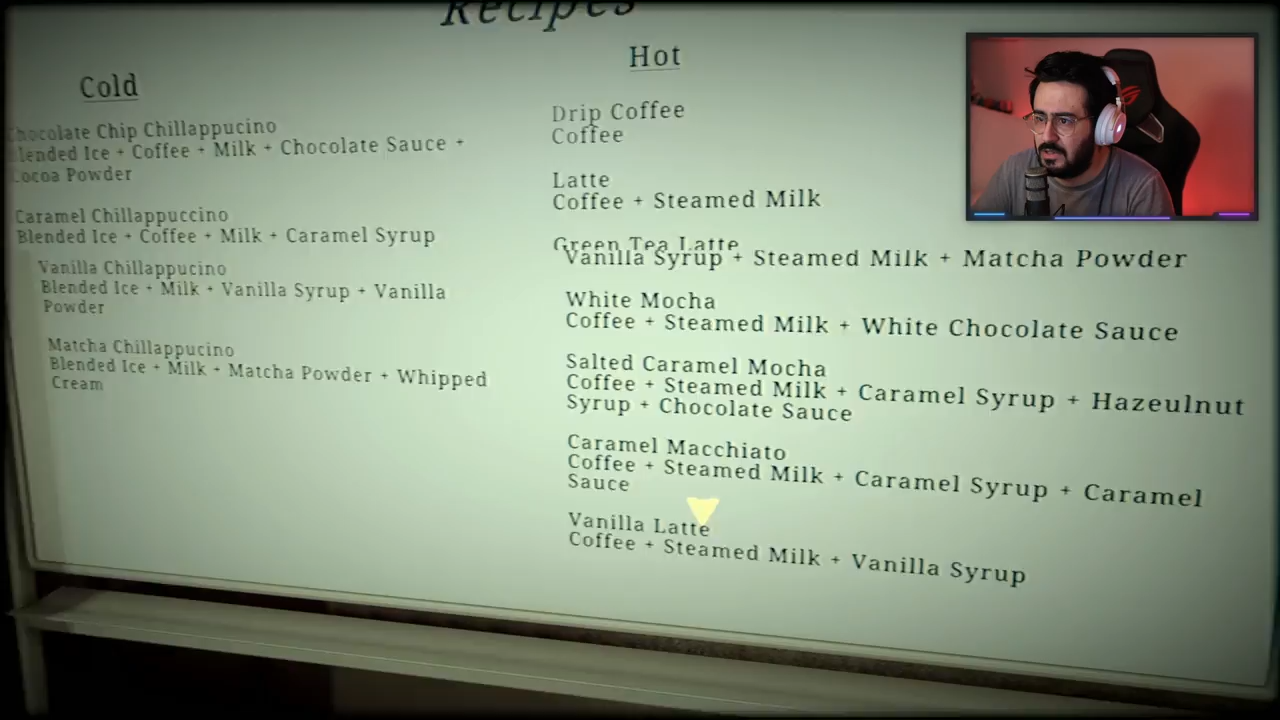 Recipes
Cold
Chocolate Chip Chillappucino
Blended Ice + Coffee + Milk + Chocolate Sauce +
Cocoa Powder
Caramel Chillappuccino
Blended Ice + Coffee + Milk + Caramel Syrup
Vanilla Chillappucino
Blended Ice + Milk + Vanilla Syrup + Vanilla
Powder
Matcha Chillappucino
Blended Ice + Milk + Matcha Powder + Whipped
Cream
Hot
Drip Coffee
Coffee
Latte
Coffee + Steamed Milk
Green Tea Latte
Vanilla Syrup + Steamed Milk + Matcha Powder
White Mocha
Coffee + Steamed Milk + White Chocolate Sauce
Salted Caramel Mocha
Coffee + Steamed Milk + Caramel Syrup + Hazeulnut
Syrup + Chocolate Sauce
Caramel Macchiato
Coffee + Steamed Milk + Caramel Syrup + Caramel
Sauce
Vanilla Latte
Coffee + Steamed Milk + Vanilla Syrup